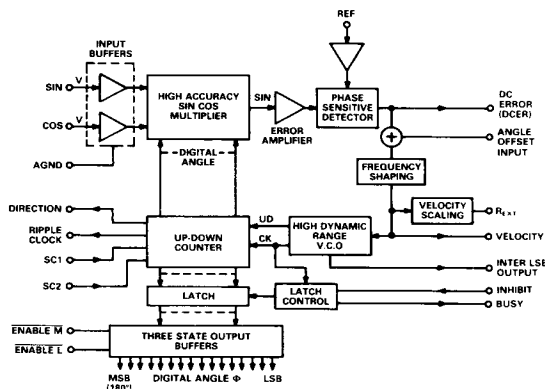 REF
INPUT
BUFFERS
SIN
V
COS
V
AGND
HIGH ACCURACY
SIN COS
MULTIPLIER
SIN
ERROR
AMPLIFIER
PHASE
SENSITIVE
DETECTOR
DC
ERROR
(DCER)
ANGLE
OFFSET
INPUT
DIGITAL
ANGLE
FREQUENCY
SHAPING
VELOCITY
SCALING
REXT
VELOCITY
DIRECTION
RIPPLE
CLOCK
SC1
SC2
UP-DOWN
COUNTER
UD
CK
HIGH DYNAMIC
RANGE
V.C.O
INTER LSB
OUTPUT
LATCH
LATCH
CONTROL
INHIBIT
BUSY
ENABLE M
ENABLE L
THREE STATE OUTPUT
BUFFERS
MSB
(180°)
DIGITAL ANGLE Φ
LSB